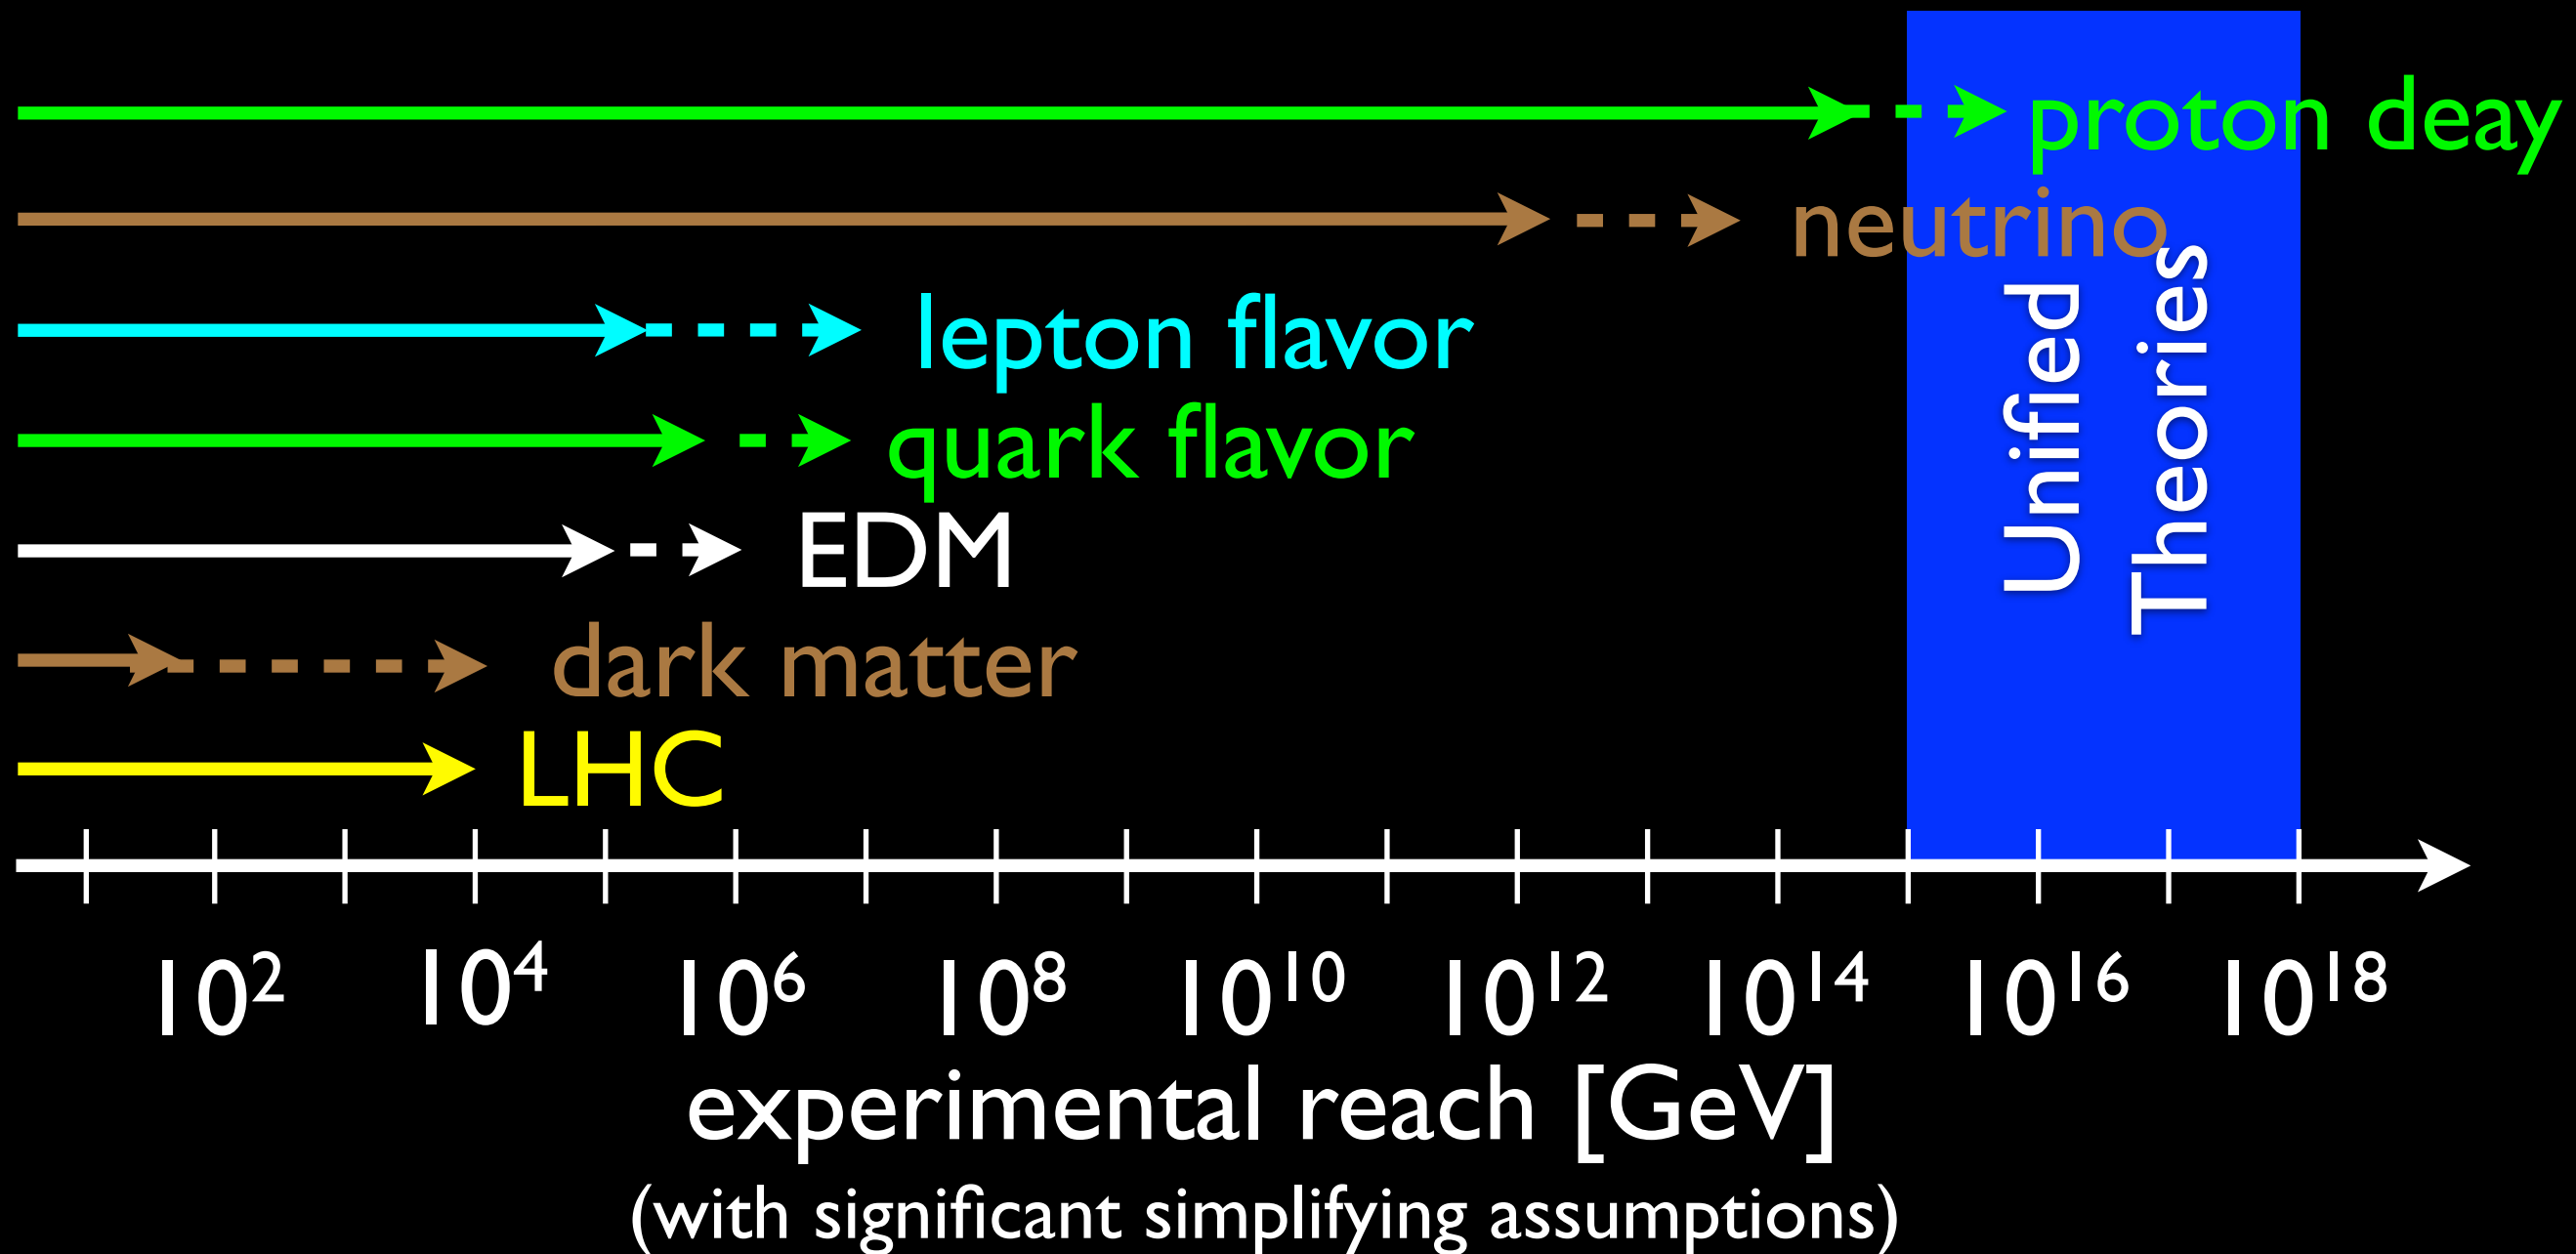 proton deay
neutrino
lepton flavor
quark flavor
EDM
dark matter
LHC
Unified
Theories
10² 10⁴ 10⁶ 10⁸ 10¹⁰ 10¹² 10¹⁴ 10¹⁶ 10¹⁸
experimental reach [GeV]
(with significant simplifying assumptions)